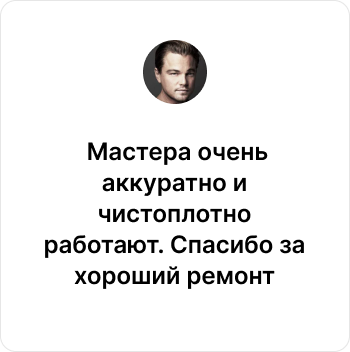 Мастера очень
аккуратно и
чистоплотно
работают. Спасибо за
хороший ремонт